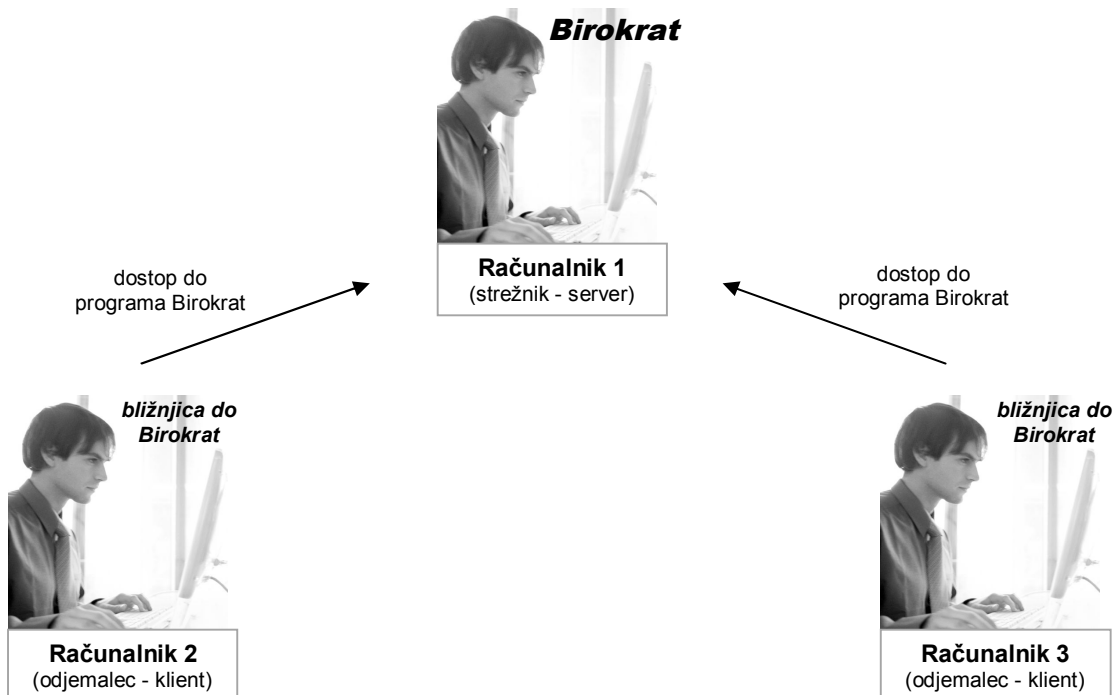 Birokrat
Računalnik 1
(strežnik - server)
dostop do
programa Birokrat
dostop do
programa Birokrat
bližnjica do
Birokrat
bližnjica do
Birokrat
Računalnik 2
(odjemalec - klient)
Računalnik 3
(odjemalec - klient)